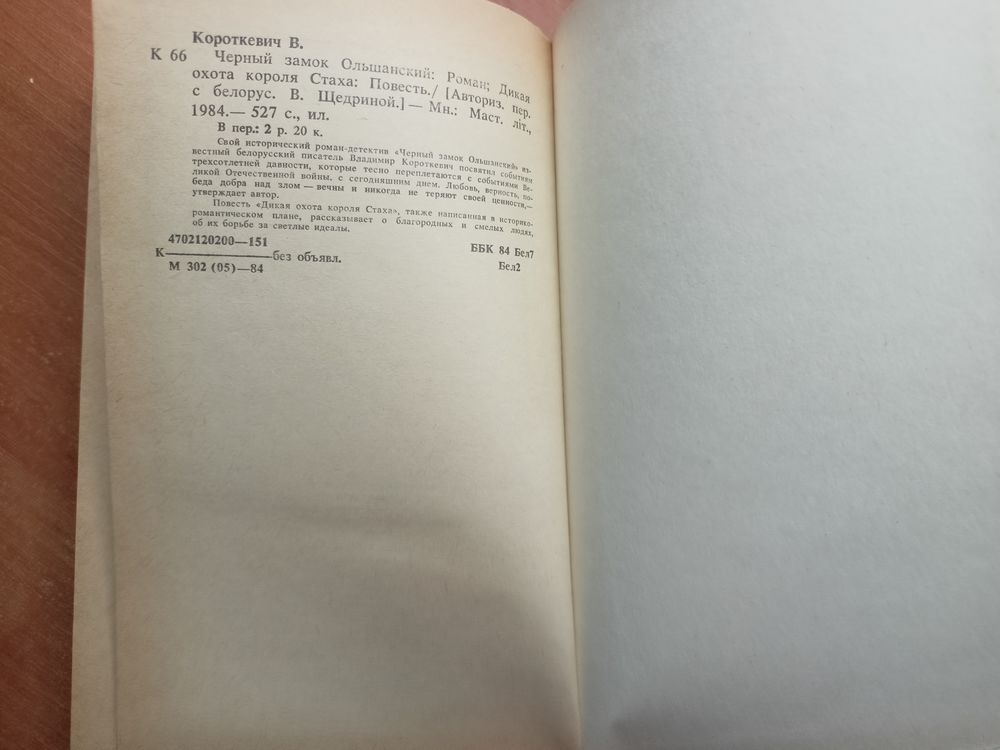 Короткевич В.
К 66 Черный замок Ольшанский: Роман; Дикая
охота короля Стаха: Повесть./ [Авториз. пер.
с белорус. В. Щедриной.] — Мн.: Маст. літ.,
1984.— 527 с., ил.
В пер.: 2 р. 20 к.
Свой исторический роман-детектив «Черный замок Ольшанский» из-
вестный белорусский писатель Владимир Короткевич посвятил событиям
трехсотлетней давности, которые тесно переплетаются с событиями Ве-
ликой Отечественной войны, с сегодняшним днем. Любовь, верность, по-
беда добра над злом — вечны и никогда не теряют своей ценности,—
утверждает автор.
Повесть «Дикая охота короля Стаха», также написанная в историко-
романтическом плане, рассказывает о благородных и смелых людях,
об их борьбе за светлые идеалы.
4702120200—151
К————без объявл.
М 302 (05)—84
ББК 84 Бел7
Бел2